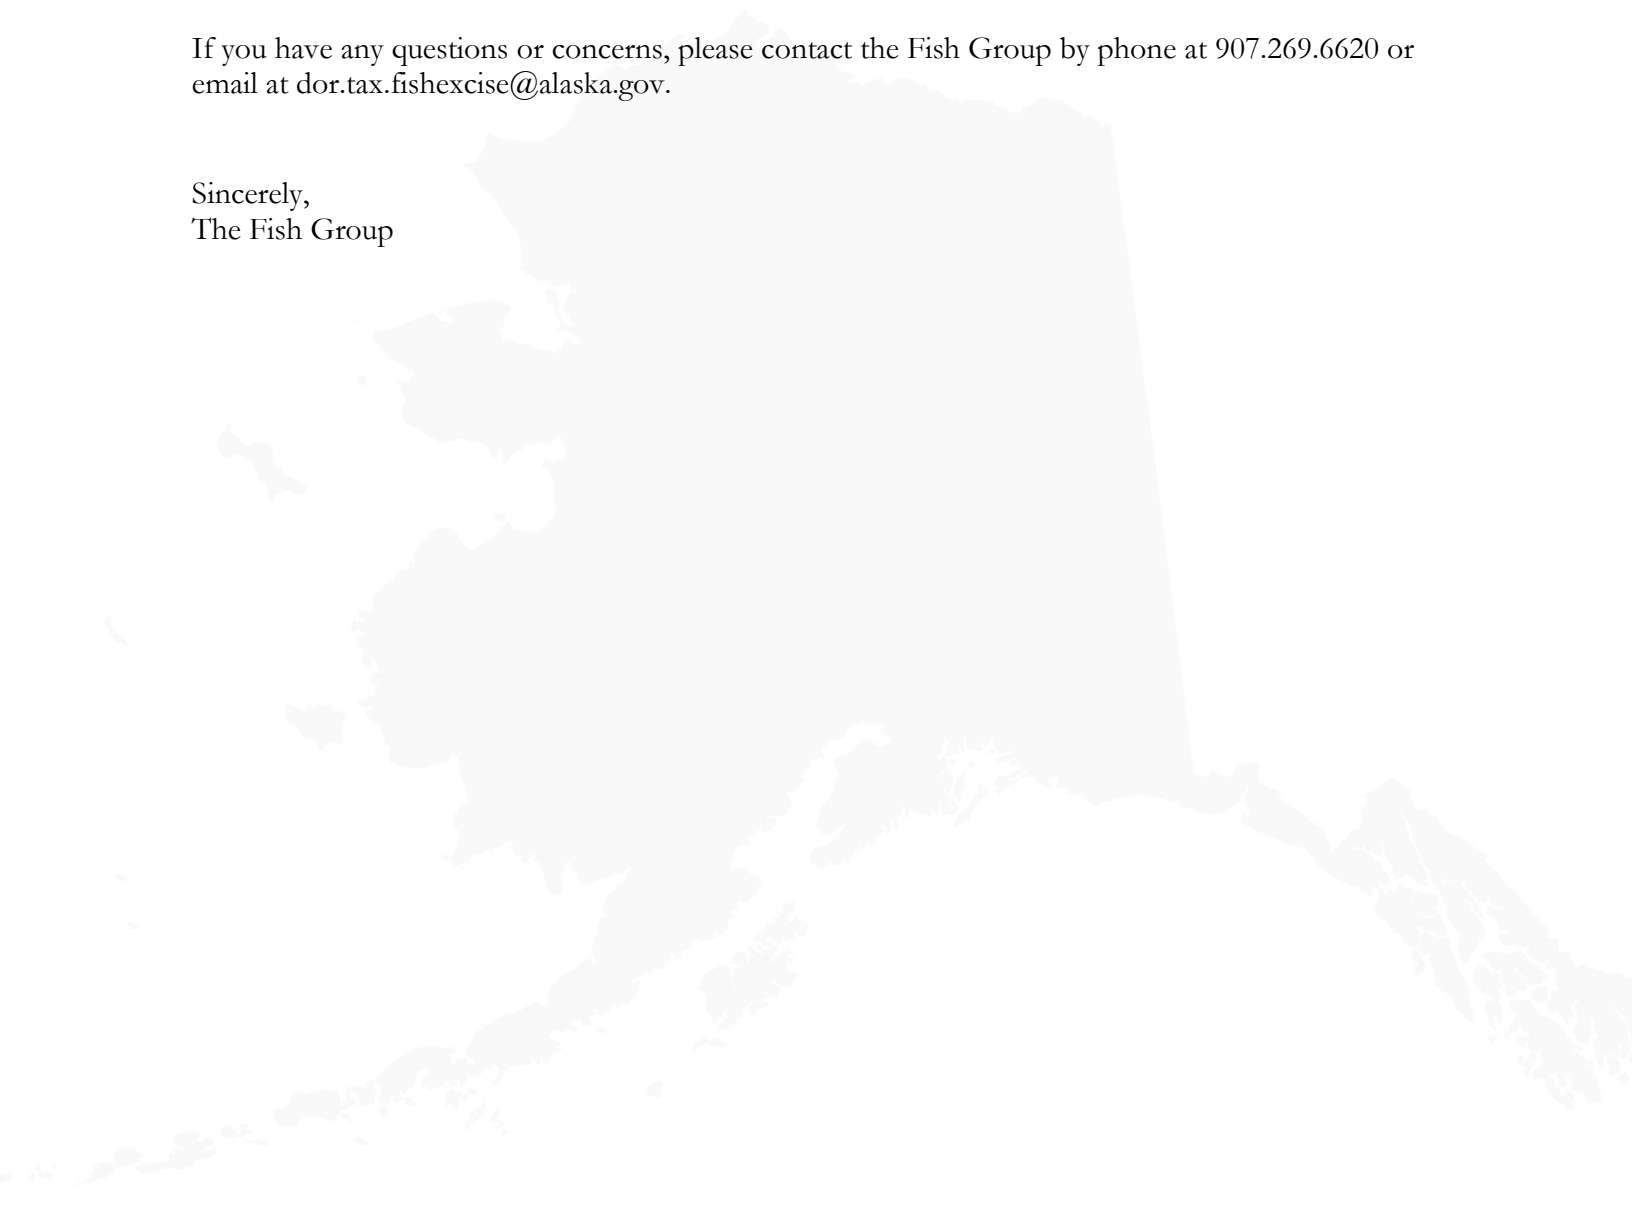 If you have any questions or concerns, please contact the Fish Group by phone at 907.269.6620 or
email at dor.tax.fishexcise@alaska.gov.
Sincerely,
The Fish Group